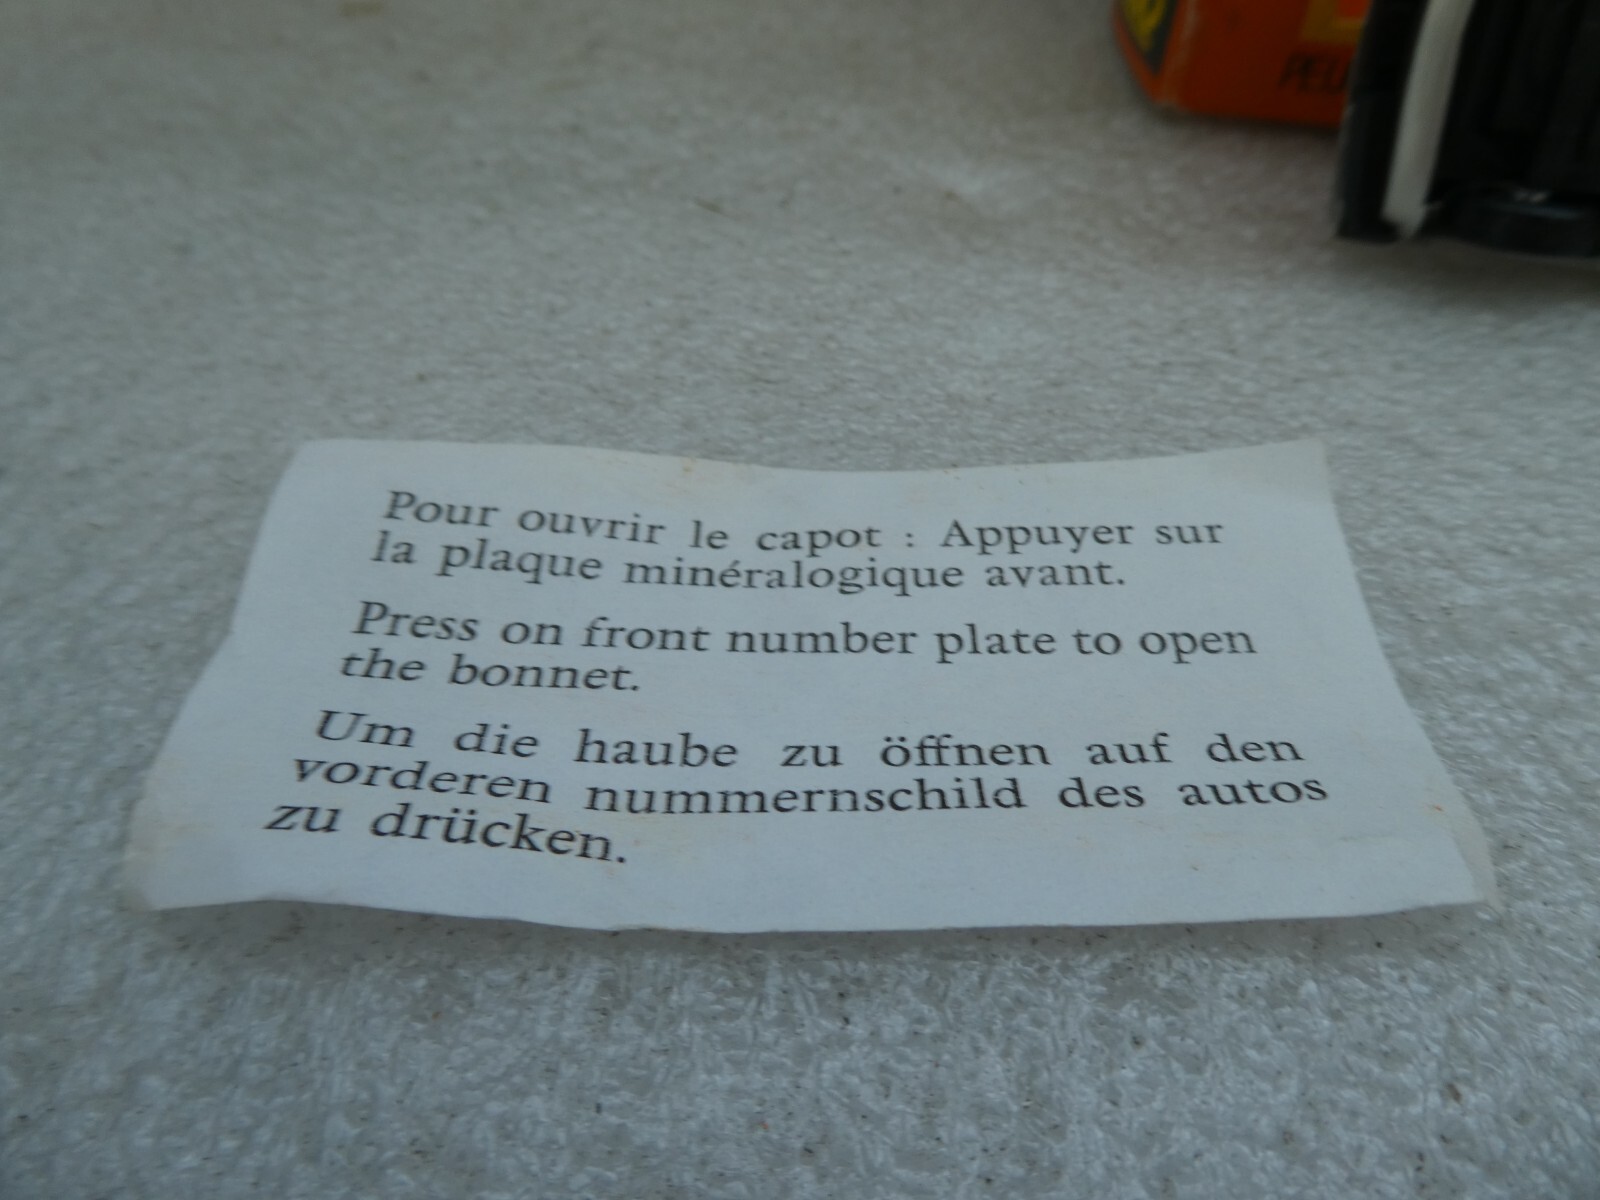 Pour ouvrir le capot : Appuyer sur
la plaque minéralogique avant.
Press on front number plate to open
the bonnet.
Um die haube zu öffnen auf den
vorderen nummernschild des autos
zu drücken.